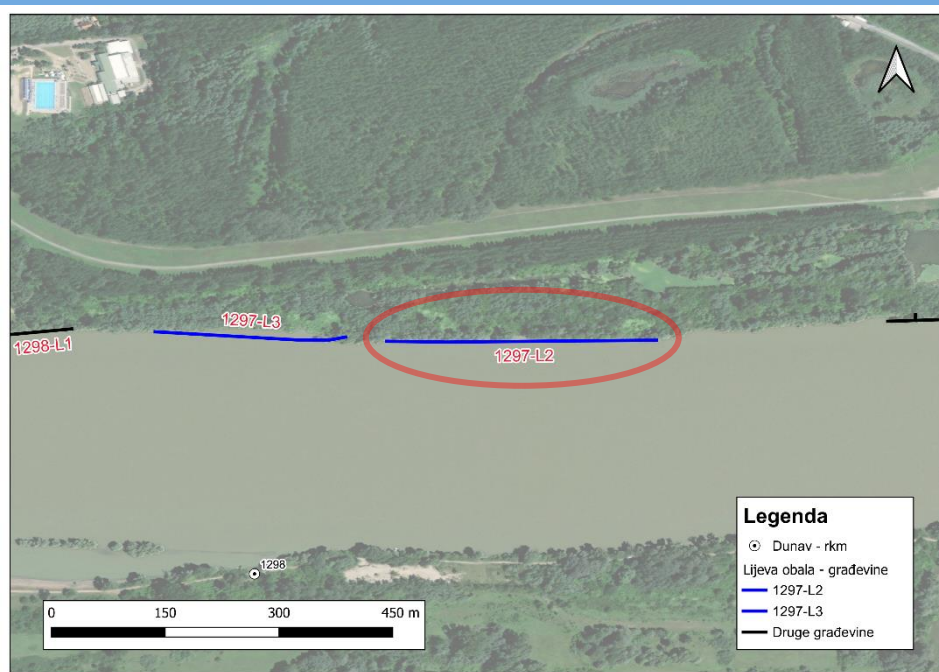 1297-L3
1298-L1
1297-L2
1298
0 150 300 450 m
Legenda
Dunav - rkm
Lijeva obala - građevine
1297-L2
1297-L3
Druge građevine